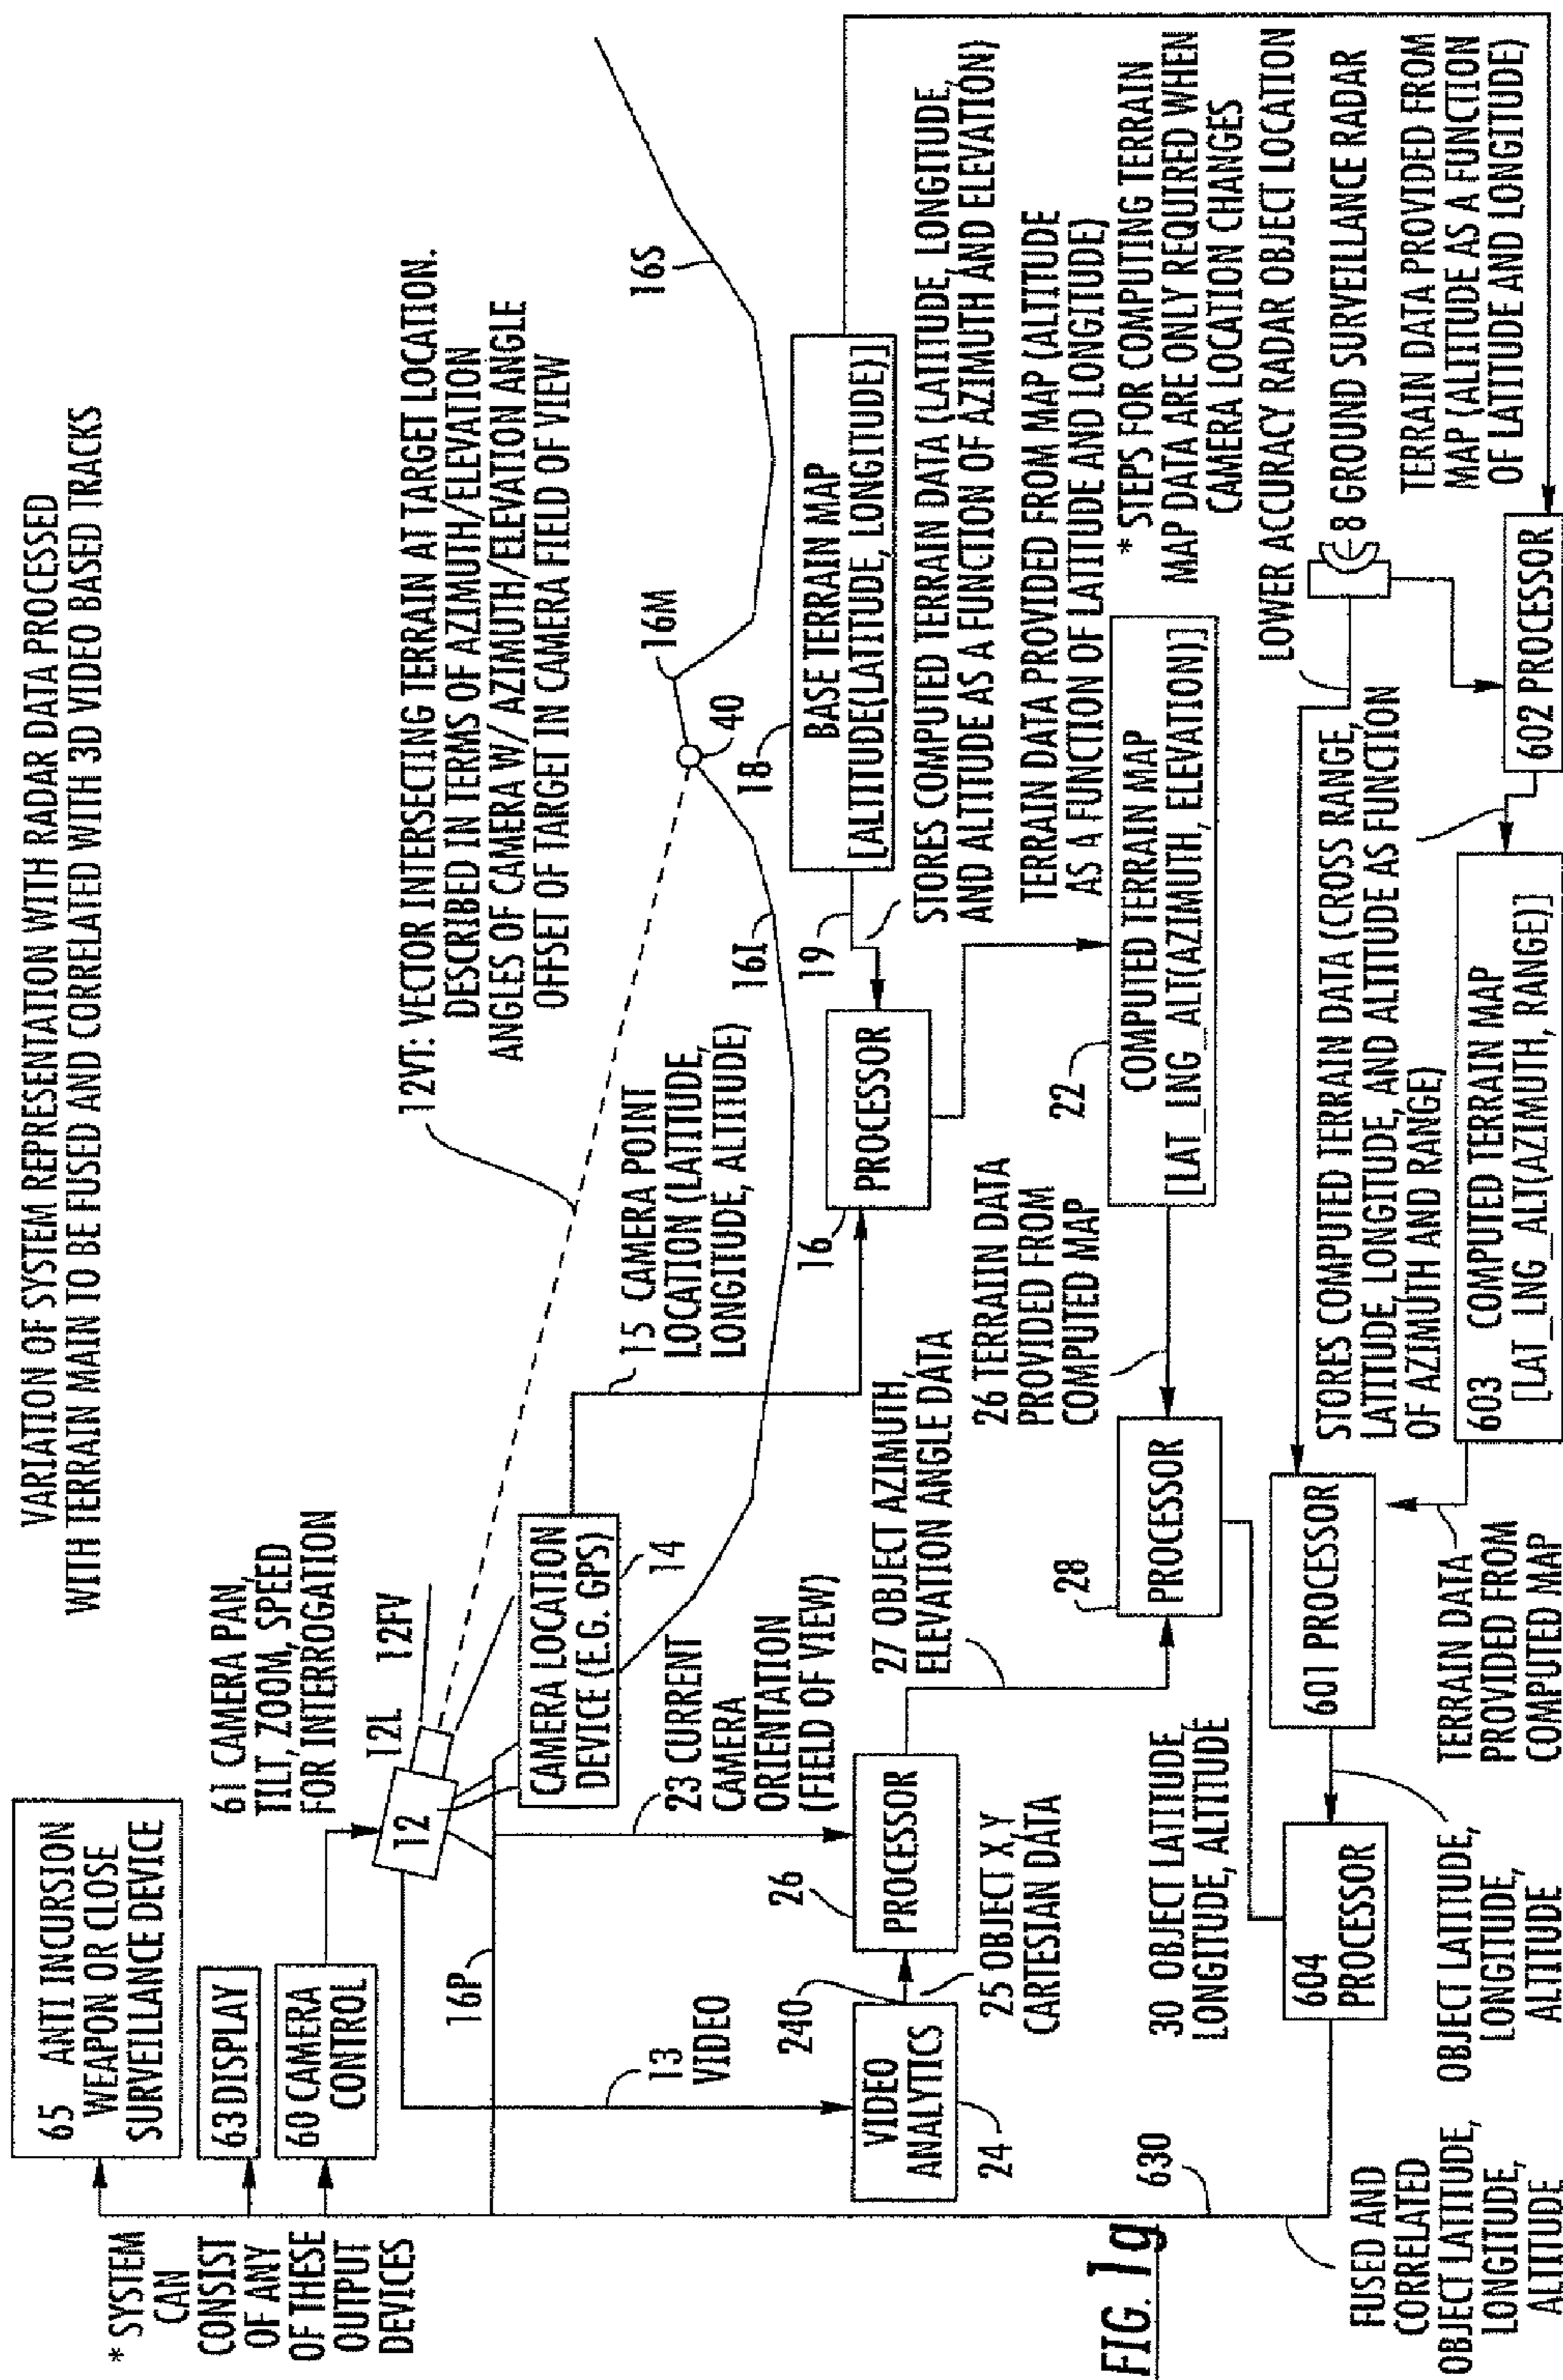 VARIATION OF SYSTEM REPRESENTATION WITH RADAR DATA PROCESSED
WITH TERRAIN MAIN TO BE FUSED AND CORRELATED WITH 3D VIDEO BASED TRACKS
* SYSTEM
CAN
CONSIST
OF ANY
OF THESE
OUTPUT
DEVICES
65 ANTI INCURSION
WEAPON OR CLOSE
SURVEILLANCE DEVICE
63 DISPLAY
60 CAMERA
CONTROL
61 CAMERA PAN,
TILT, ZOOM, SPEED
FOR INTERROGATION
12
12L
12FV
12VT: VECTOR INTERSECTING TERRAIN AT TARGET LOCATION.
DESCRIBED IN TERMS OF AZIMUTH/ELEVATION
ANGLES OF CAMERA W/ AZIMUTH/ELEVATION ANGLE
OFFSET OF TARGET IN CAMERA FIELD OF VIEW
16P
CAMERA LOCATION
DEVICE (E.G. GPS)
14
16I
40
16M
16S
13
VIDEO
23 CURRENT
CAMERA
ORIENTATION
(FIELD OF VIEW)
15 CAMERA POINT
LOCATION (LATITUDE,
LONGITUDE, ALTITUDE)
18
BASE TERRAIN MAP
[ALTITUDE(LATITUDE, LONGITUDE)]
19
STORES COMPUTED TERRAIN DATA (LATITUDE, LONGITUDE,
AND ALTITUDE AS A FUNCTION OF AZIMUTH AND ELEVATION)
16
PROCESSOR
VIDEO
ANALYTICS
24
240
26
PROCESSOR
25 OBJECT X,Y
CARTESIAN DATA
27 OBJECT AZIMUTH,
ELEVATION ANGLE DATA
26 TERRAIN DATA
PROVIDED FROM
COMPUTED MAP
TERRAIN DATA PROVIDED FROM MAP (ALTITUDE
AS A FUNCTION OF LATITUDE AND LONGITUDE)
22
COMPUTED TERRAIN MAP
[LAT_LNG_ALT(AZIMUTH, ELEVATION)]
* STEPS FOR COMPUTING TERRAIN
MAP DATA ARE ONLY REQUIRED WHEN
CAMERA LOCATION CHANGES
28
PROCESSOR
30 OBJECT LATITUDE,
LONGITUDE, ALTITUDE
LOWER ACCURACY RADAR OBJECT LOCATION
8 GROUND SURVEILLANCE RADAR
TERRAIN DATA PROVIDED FROM
MAP (ALTITUDE AS A FUNCTION
OF LATITUDE AND LONGITUDE)
630
604
PROCESSOR
601 PROCESSOR
STORES COMPUTED TERRAIN DATA (CROSS RANGE,
LATITUDE, LONGITUDE, AND ALTITUDE AS FUNCTION
OF AZIMUTH AND RANGE)
602 PROCESSOR
603 COMPUTED TERRAIN MAP
[LAT_LNG_ALT(AZIMUTH, RANGE)]
FUSED AND
CORRELATED
OBJECT LATITUDE,
LONGITUDE,
ALTITUDE
OBJECT LATITUDE,
LONGITUDE,
ALTITUDE
TERRAIN DATA
PROVIDED FROM
COMPUTED MAP
FIG. 1g